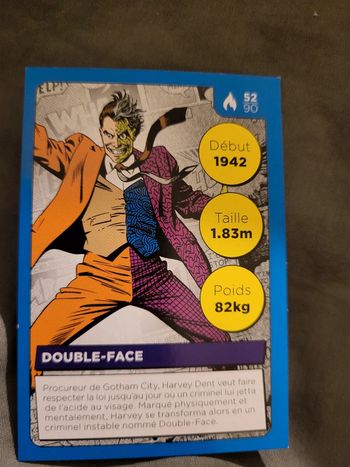 ELP!
52
90
Début
1942
Taille
1.83m
Poids
82kg
DOUBLE-FACE
Procureur de Gotham City, Harvey Dent veut faire
respecter la loi jusqu'au jour où un criminel lui jetta
de l'acide au visage. Marqué physiquement et
mentalement, Harvey se transforma alors en un
criminel instable nommé Double-Face.